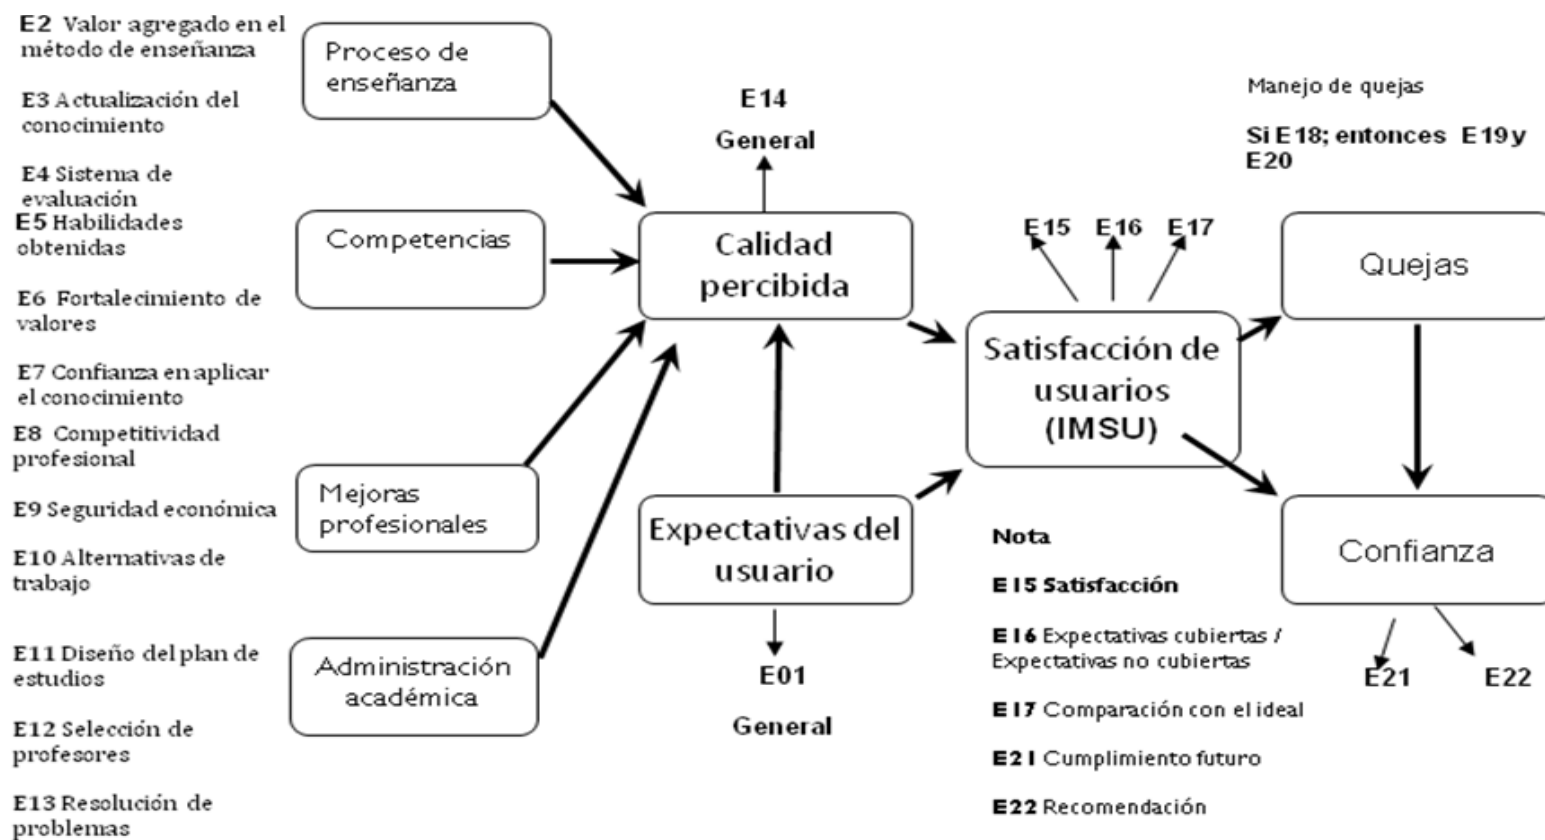 E2 Valor agregado en el
método de enseñanza
E3 Actualización del
conocimiento
E4 Sistema de
evaluación
E5 Habilidades
obtenidas
E6 Fortalecimiento de
valores
E7 Confianza en aplicar
el conocimiento
E8 Competitividad
profesional
E9 Seguridad económica
E10 Alternativas de
trabajo
E11 Diseño del plan de
estudios
E12 Selección de
profesores
E13 Resolución de
problemas
Proceso de
enseñanza
Competencias
Mejoras
profesionales
Administración
académica
E14
General
Calidad
percibida
Expectativas del
usuario
E01
General
E15 E16 E17
Satisfacción de
usuarios
(IMSU)
Manejo de quejas
Si E18; entonces E19 y
E20
Quejas
Confianza
E21 E22
Nota
E15 Satisfacción
E16 Expectativas cubiertas /
Expectativas no cubiertas
E17 Comparación con el ideal
E21 Cumplimiento futuro
E22 Recomendación